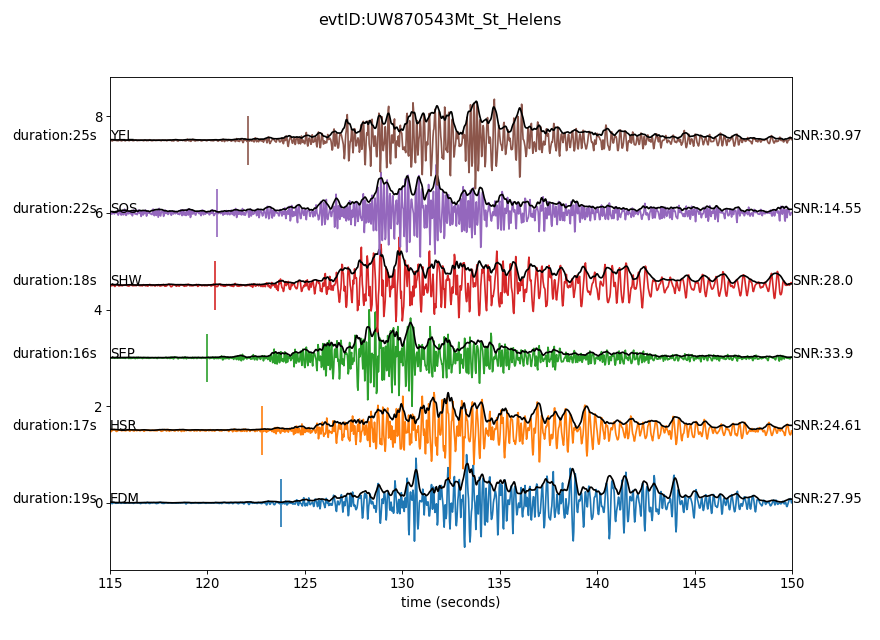 evtID:UW870543Mt_St_Helens
8
duration:25s YEL SNR:30.97
duration:22s 6 SOS SNR:14.55
duration:18s SHW SNR:28.0
4
duration:16s SEP SNR:33.9
2
duration:17s HSR SNR:24.61
duration:19s 0 EDM SNR:27.95
115 120 125 130 135 140 145 150
time (seconds)